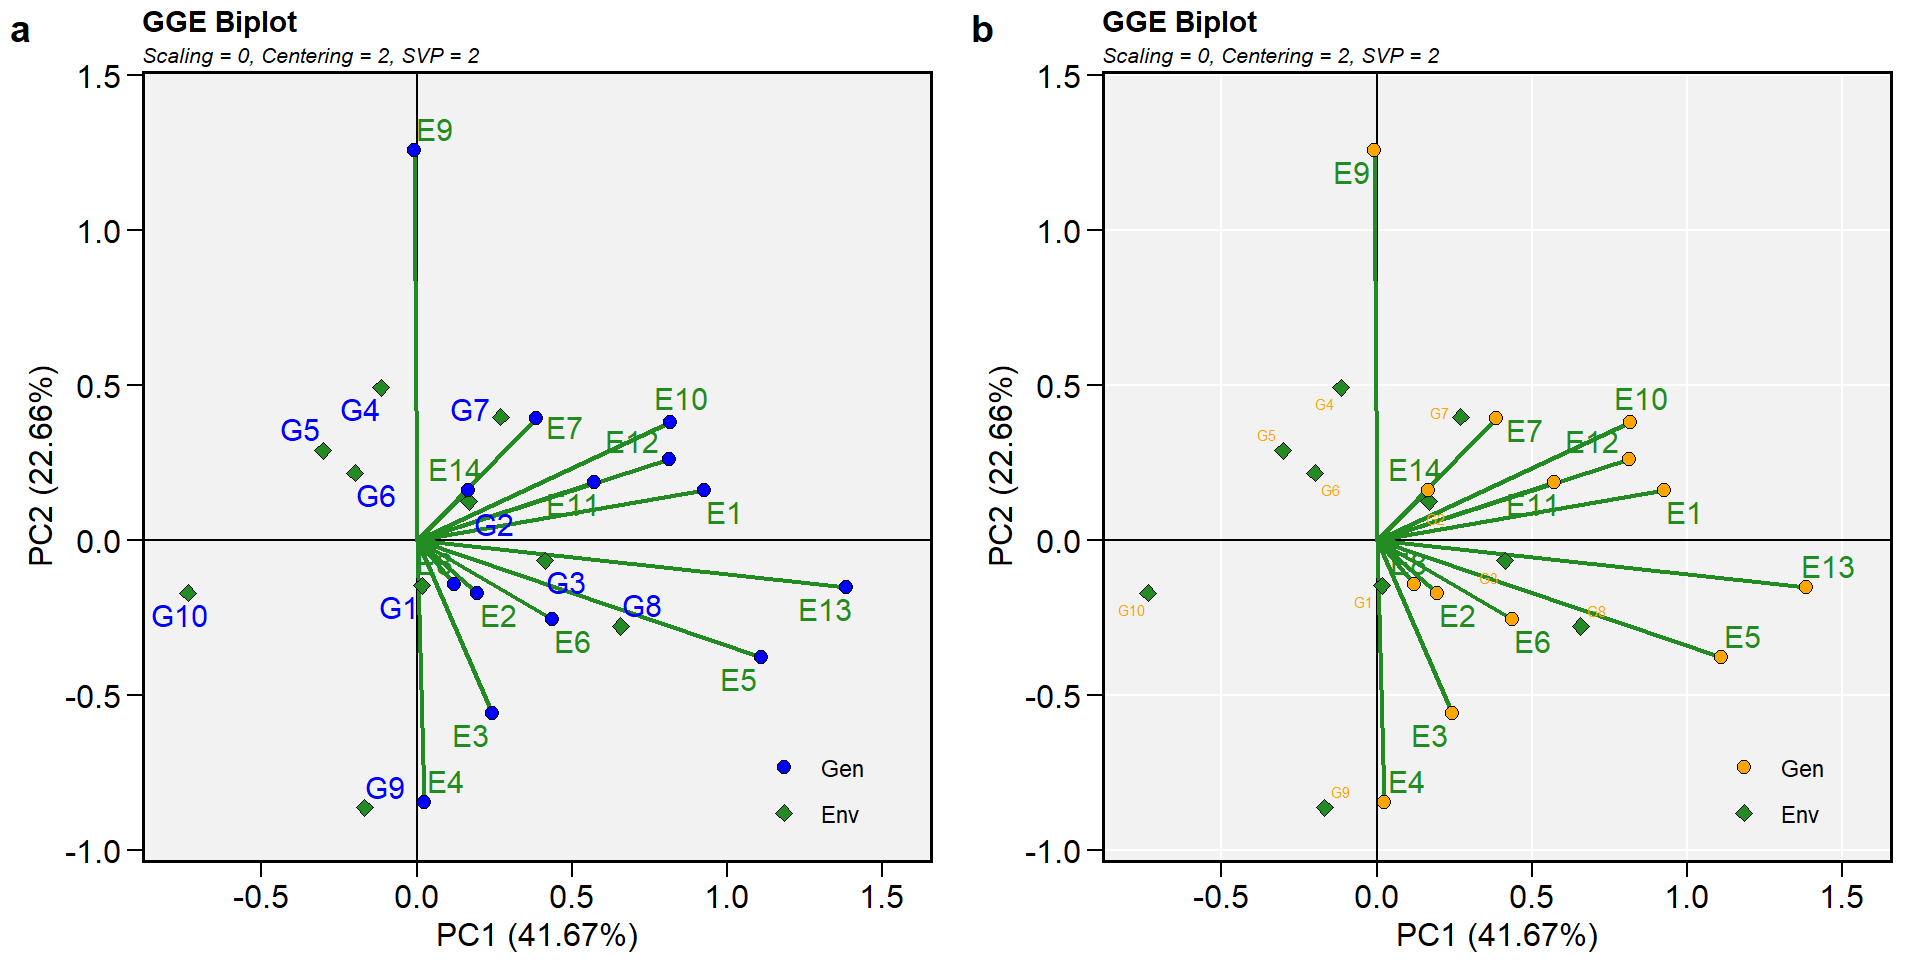 a
GGE Biplot
Scaling = 0, Centering = 2, SVP = 2
1.5
1.0
0.5
0.0
-0.5
-1.0
PC2 (22.66%)
E9
G4
G5
G6
G7
E7
E10
E12
E14
E11
E1
G2
G3
G1
G10
E2
E6
G8
E13
E5
E3
G9
E4
Gen
Env
-0.5
0.0
0.5
1.0
1.5
PC1 (41.67%)
b
GGE Biplot
Scaling = 0, Centering = 2, SVP = 2
1.5
1.0
0.5
0.0
-0.5
-1.0
PC2 (22.66%)
E9
G4
G5
G6
G7
E7
E10
E12
E14
E11
E1
G2
E8
G3
G1
G10
E2
E6
G8
E13
E5
E3
G9
E4
Gen
Env
-0.5
0.0
0.5
1.0
1.5
PC1 (41.67%)